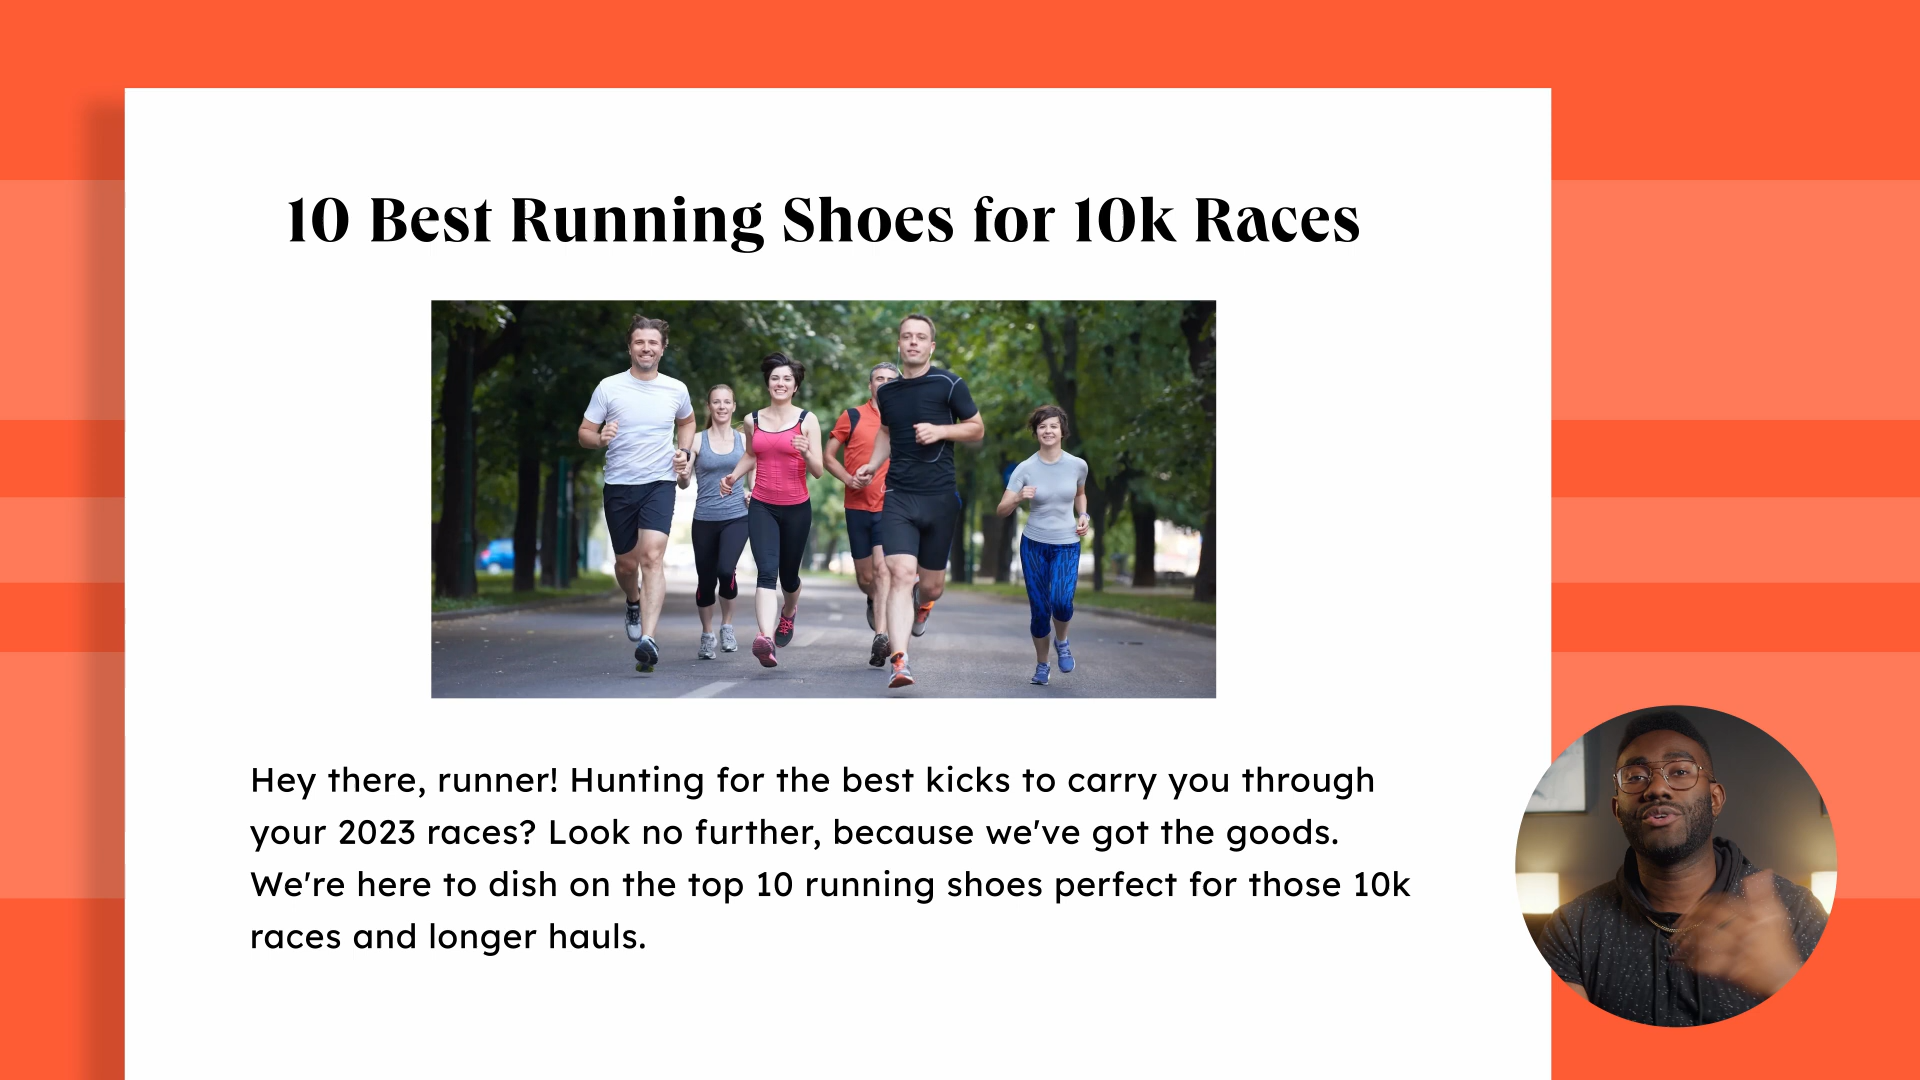 10 Best Running Shoes for 10k Races
Hey there, runner! Hunting for the best kicks to carry you through
your 2023 races? Look no further, because we've got the goods.
We're here to dish on the top 10 running shoes perfect for those 10k
races and longer hauls.